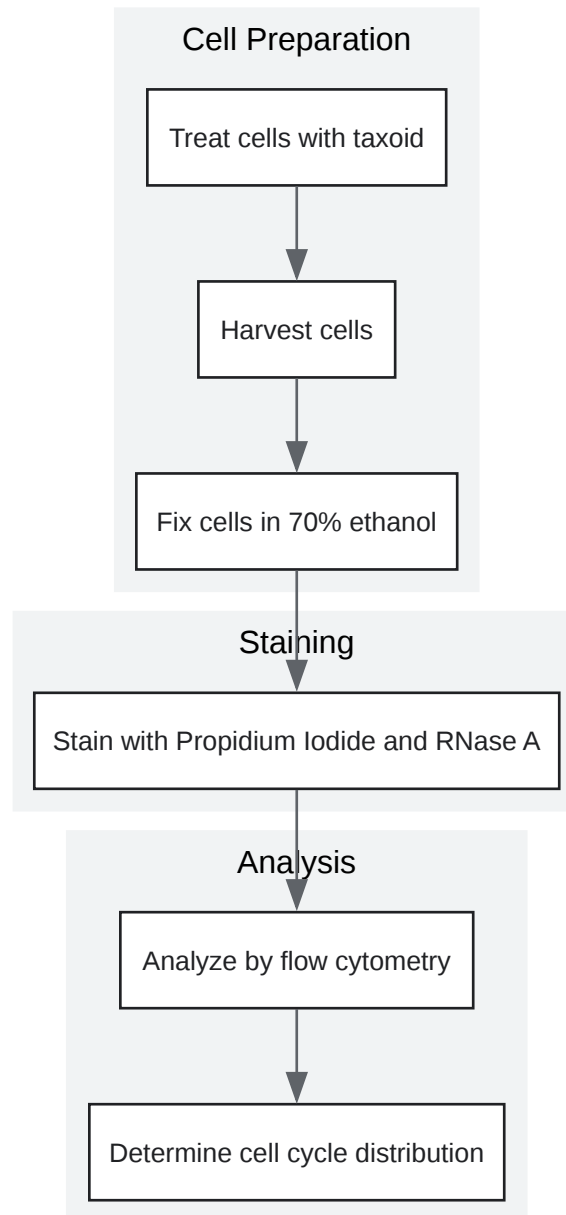 Cell Preparation
Treat cells with taxoid
Harvest cells
Fix cells in 70% ethanol
Staining
Stain with Propidium Iodide and RNase A
Analysis
Analyze by flow cytometry
Determine cell cycle distribution